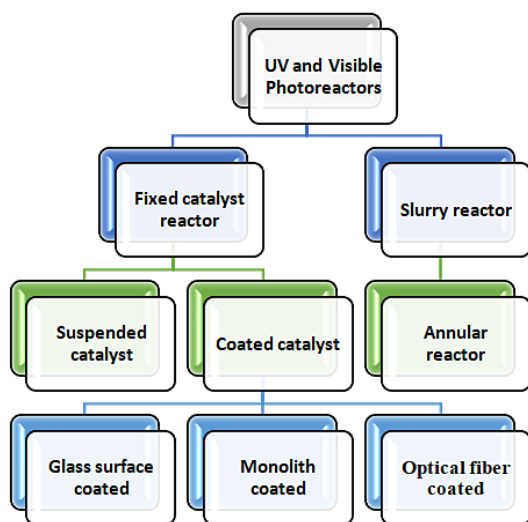 UV and Visible
Photoreactors
Fixed catalyst
reactor
Slurry reactor
Suspended
catalyst
Coated catalyst
Annular
reactor
Glass surface
coated
Monolith
coated
Optical fiber
coated